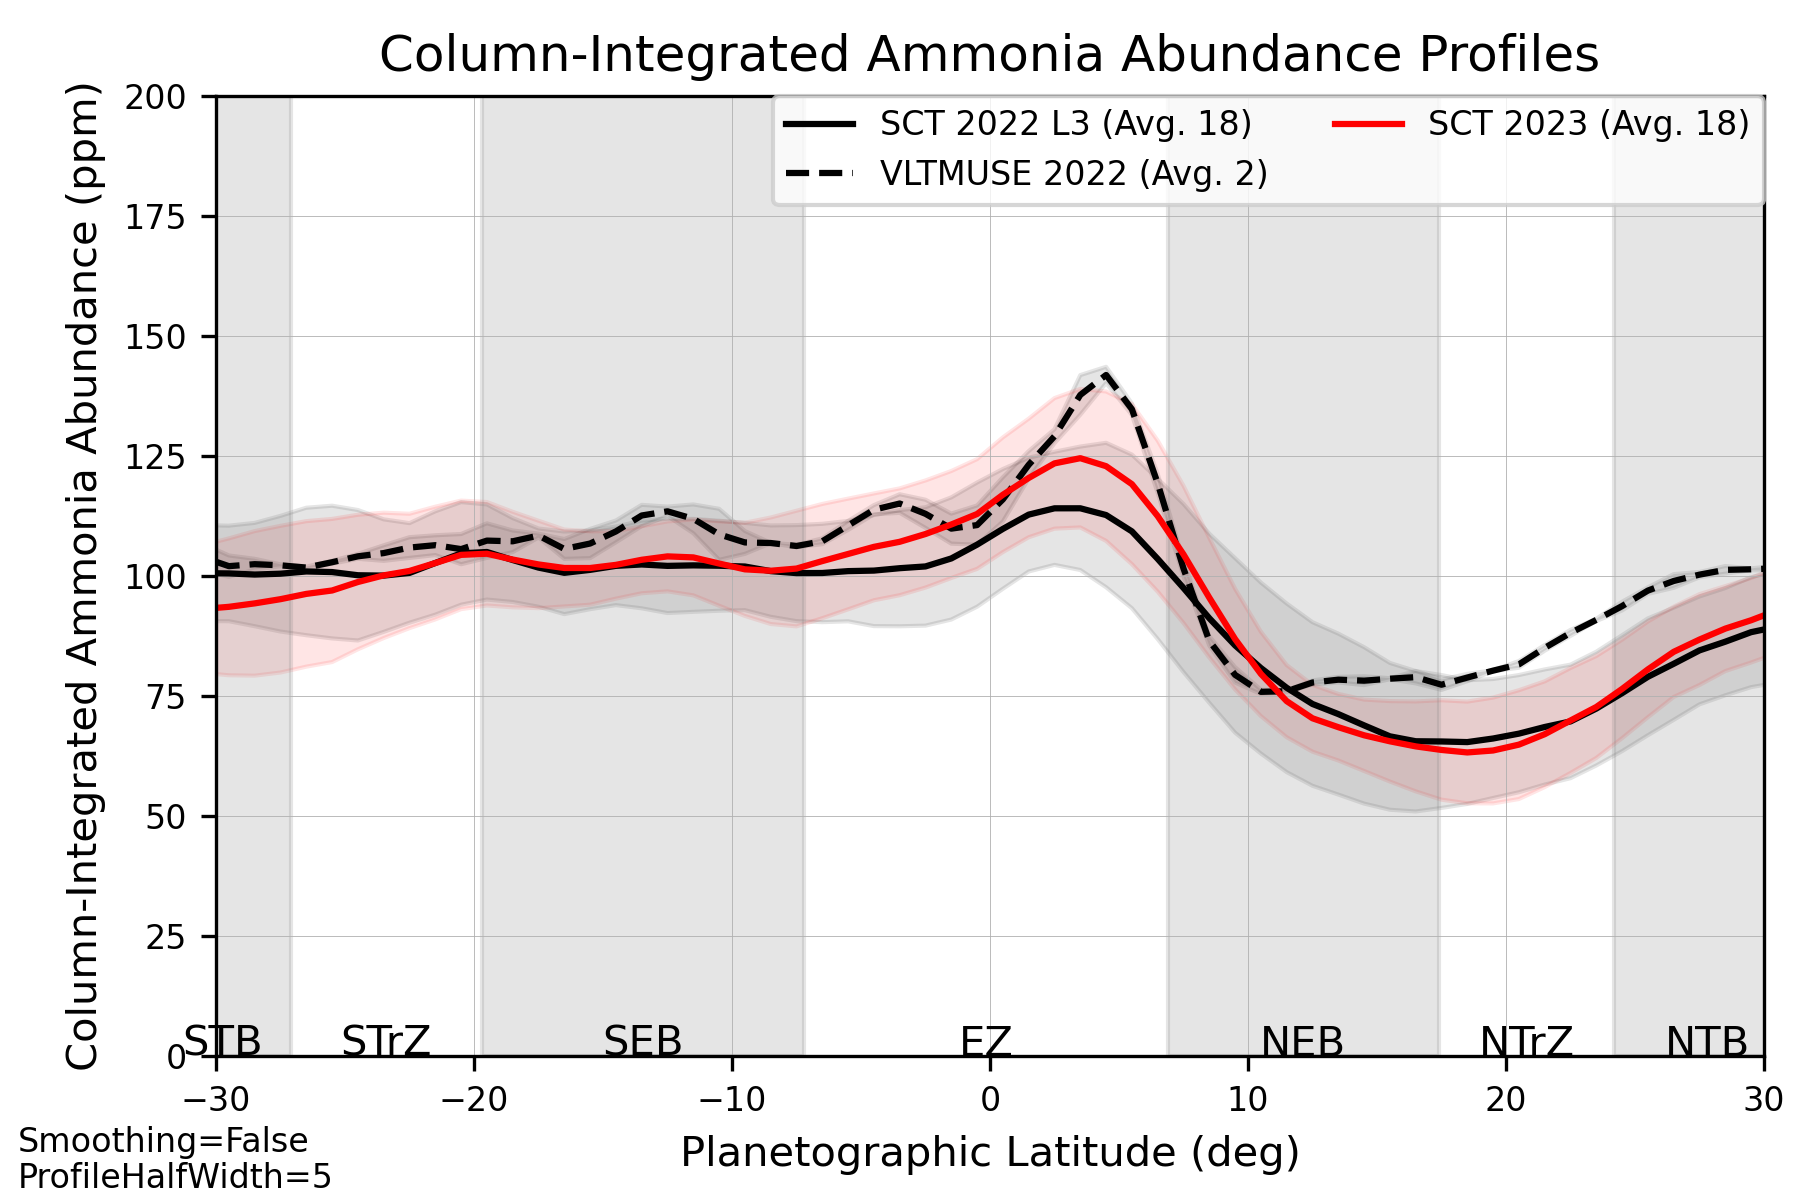 Column-Integrated Ammonia Abundance Profiles
Column-Integrated Ammonia Abundance (ppm)
200
175
150
125
100
75
50
25
0
SCT 2022 L3 (Avg. 18)
VLTMUSE 2022 (Avg. 2)
SCT 2023 (Avg. 18)
STB STrZ SEB EZ NEB NTrZ NTB
−30 −20 −10 0 10 20 30
Planetographic Latitude (deg)
Smoothing=False
ProfileHalfWidth=5